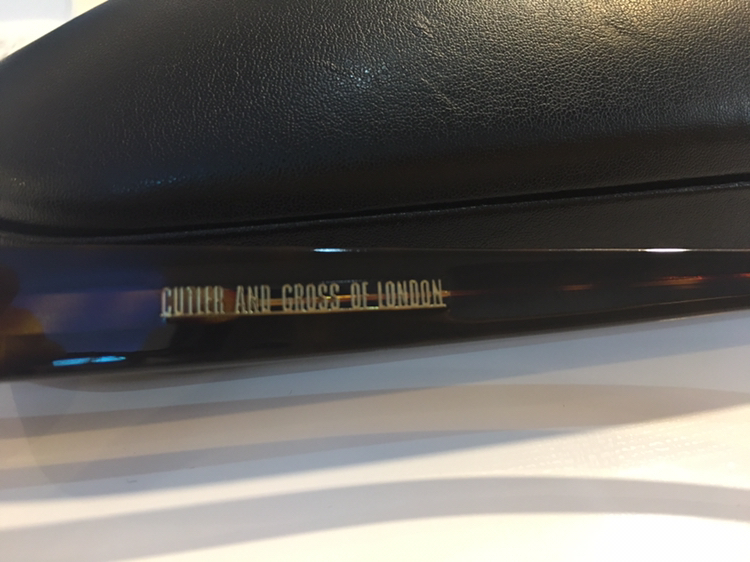 CUTLER AND GROSS OF LONDON